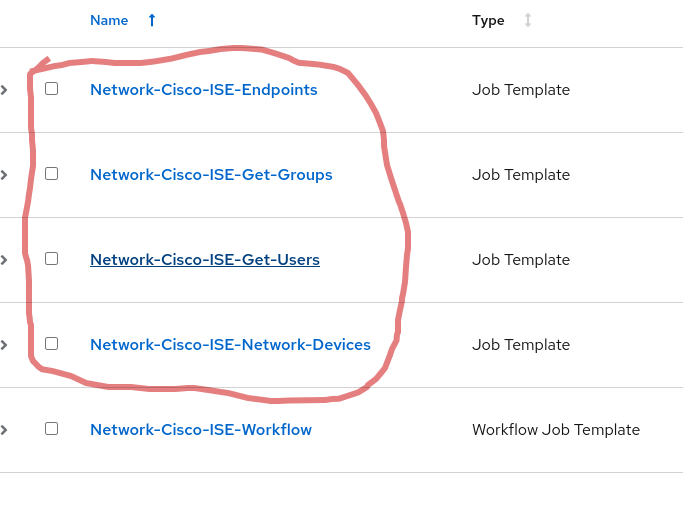 Name Type
Network-Cisco-ISE-Endpoints Job Template
Network-Cisco-ISE-Get-Groups Job Template
Network-Cisco-ISE-Get-Users Job Template
Network-Cisco-ISE-Network-Devices Job Template
Network-Cisco-ISE-Workflow Workflow Job Template